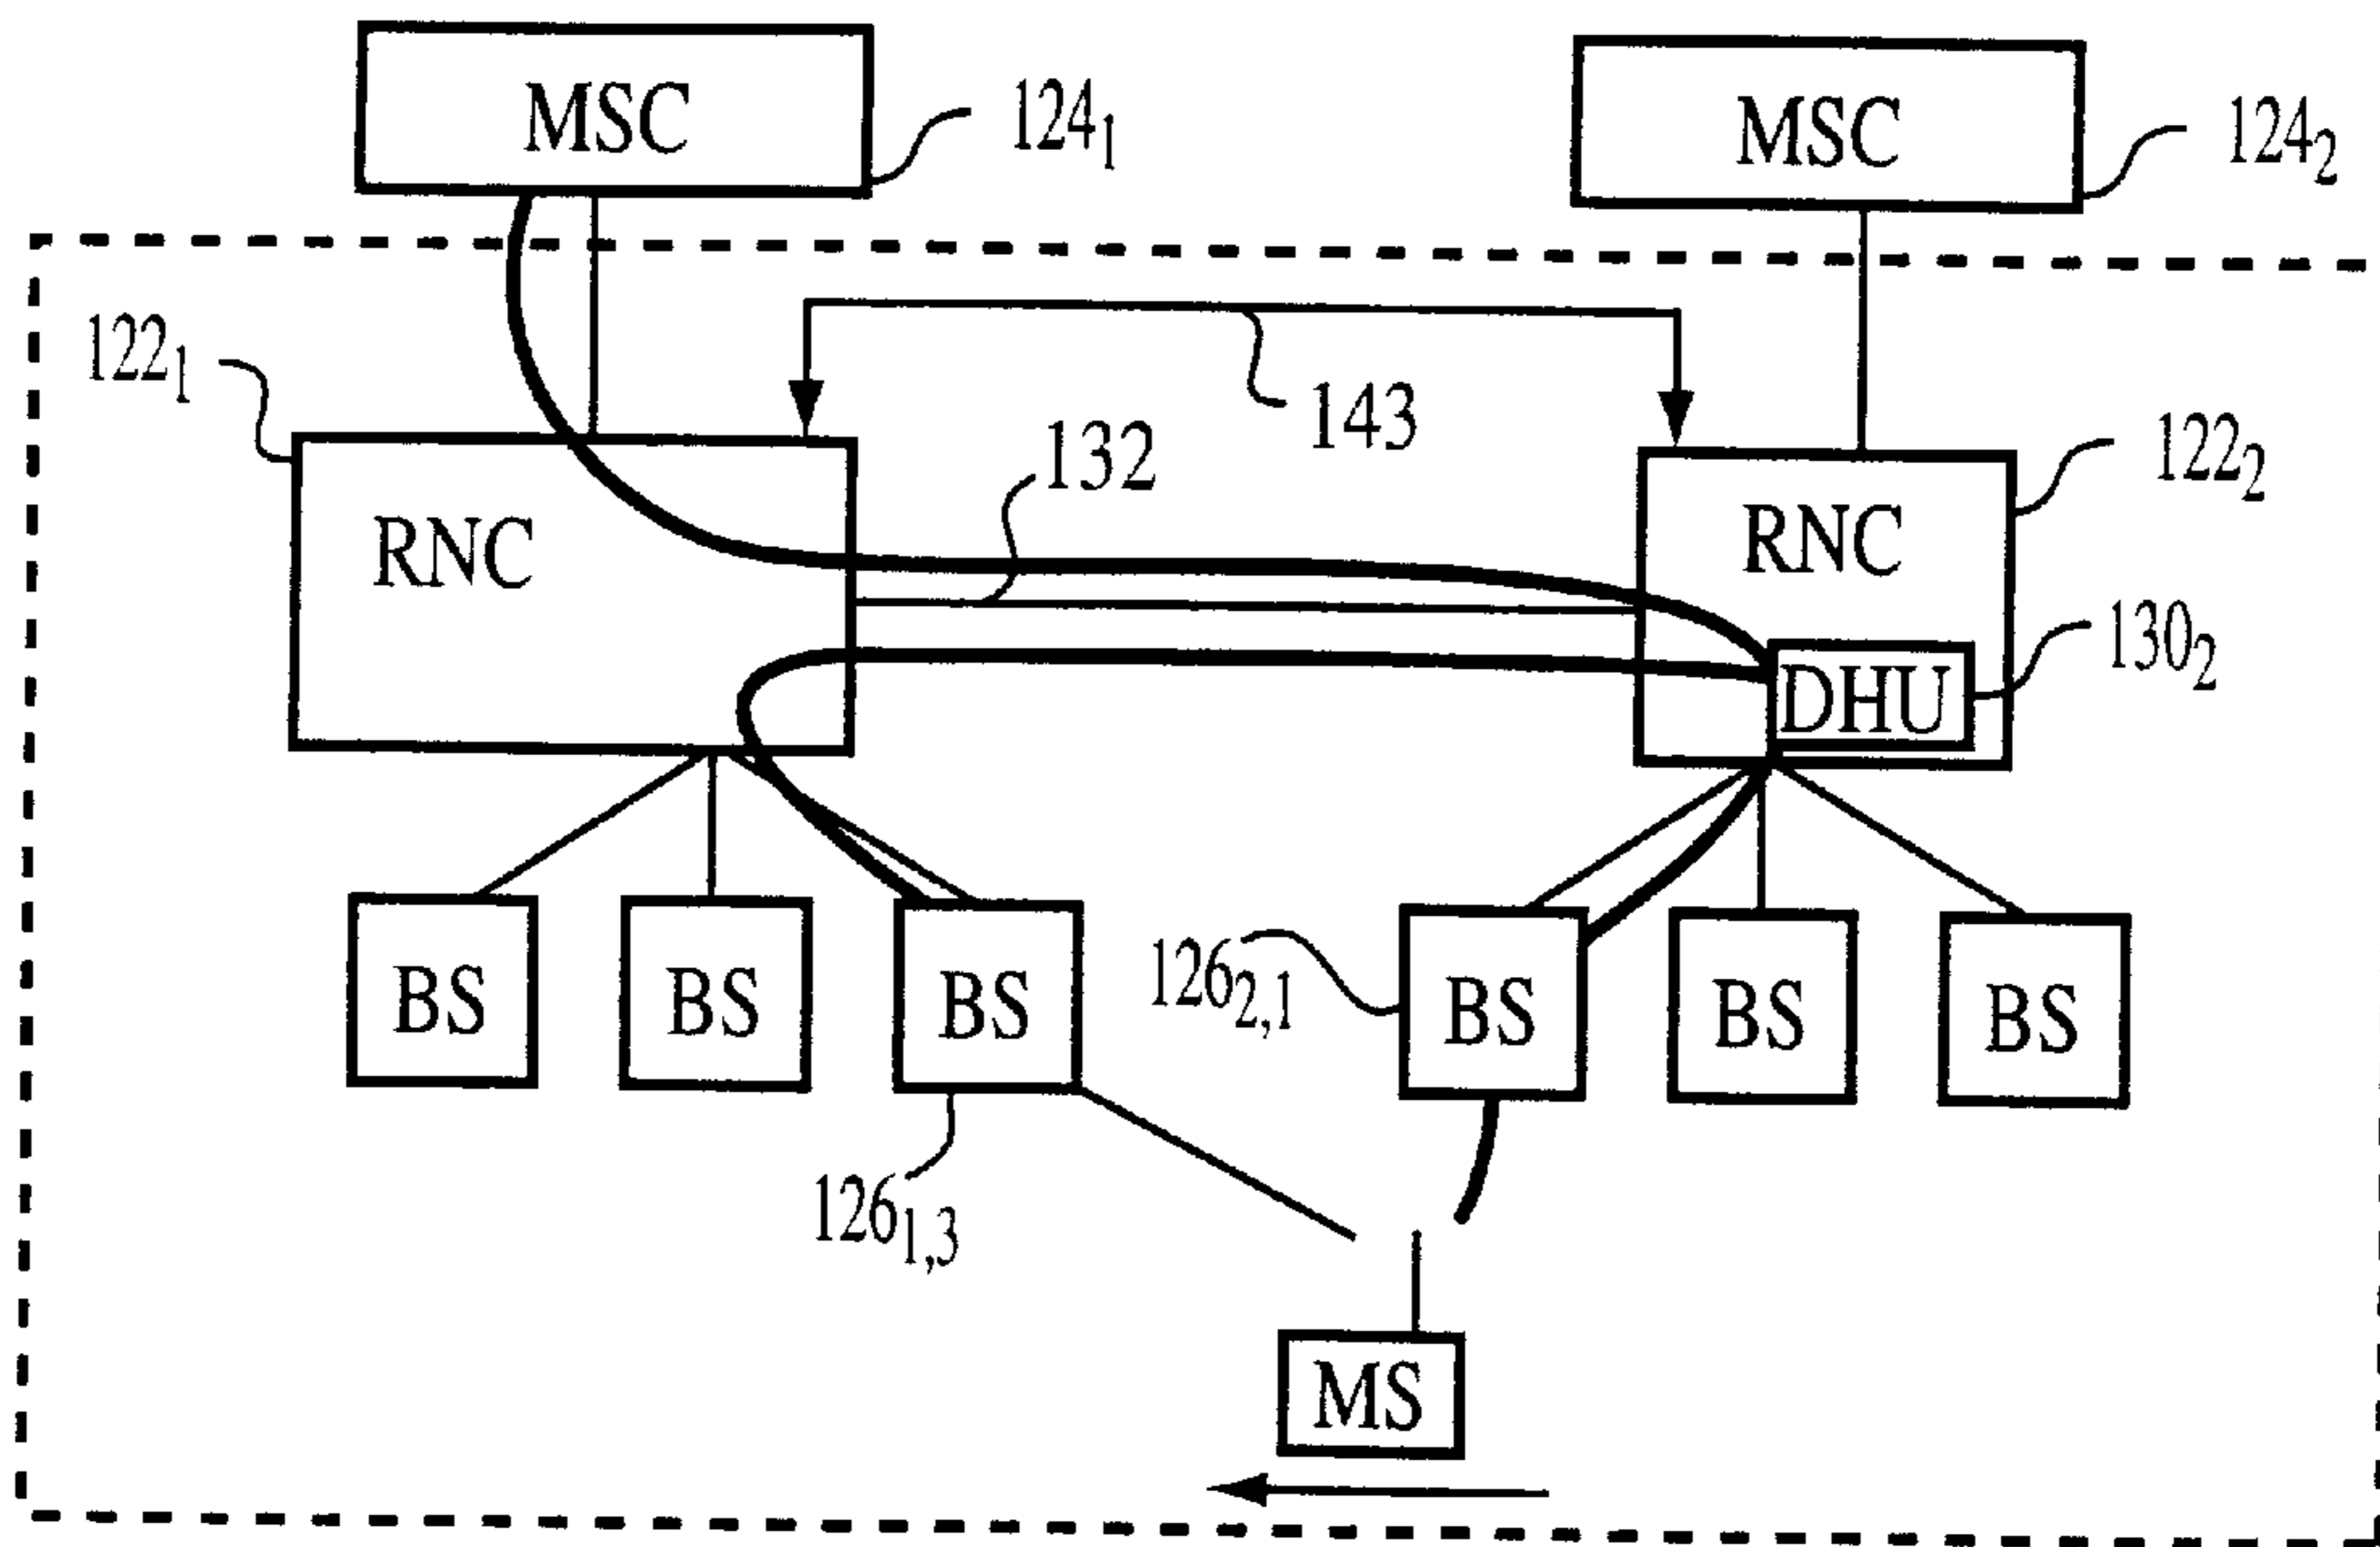 MSC
124₁
MSC
124₂
122₁
143
132
122₂
RNC
RNC
130₂
DHU
BS
BS
BS
126₂,₁
BS
BS
BS
126₁,₃
MS